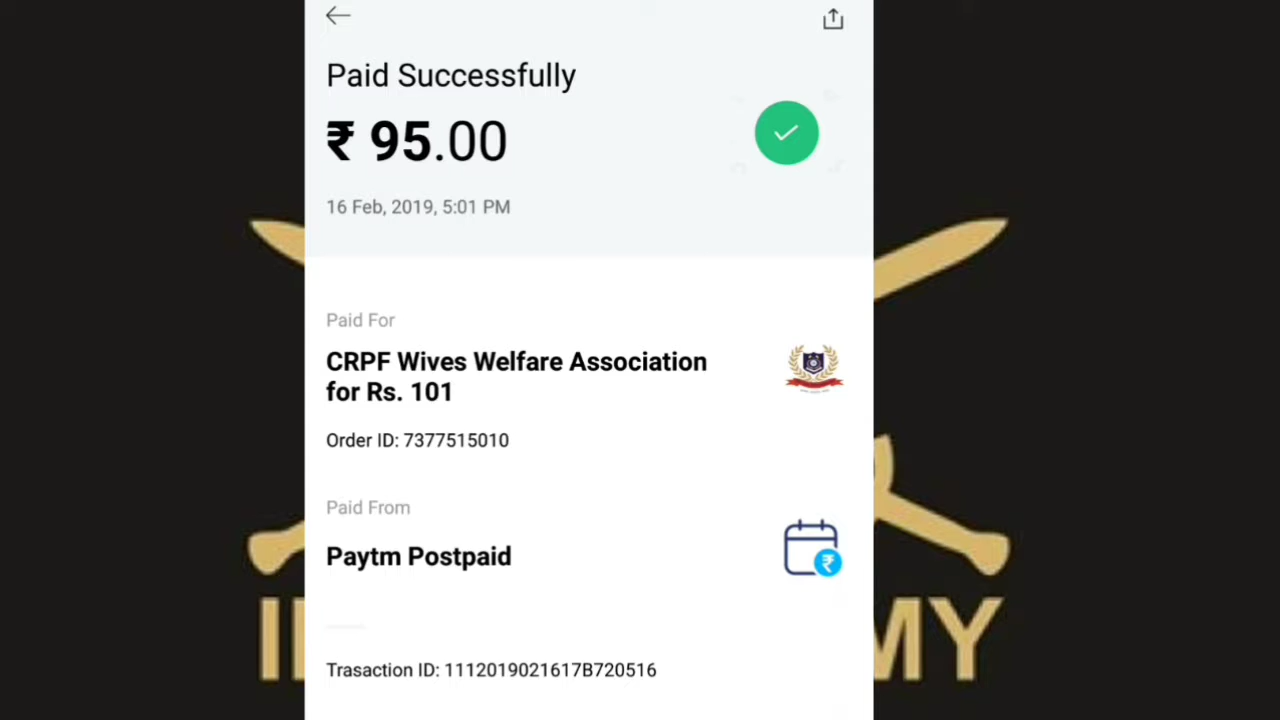 Paid Successfully
₹ 95.00
16 Feb, 2019, 5:01 PM
Paid For
CRPF Wives Welfare Association
for Rs. 101
Order ID: 7377515010
Paid From
Paytm Postpaid
Trasaction ID: 1112019021617B720516
MY